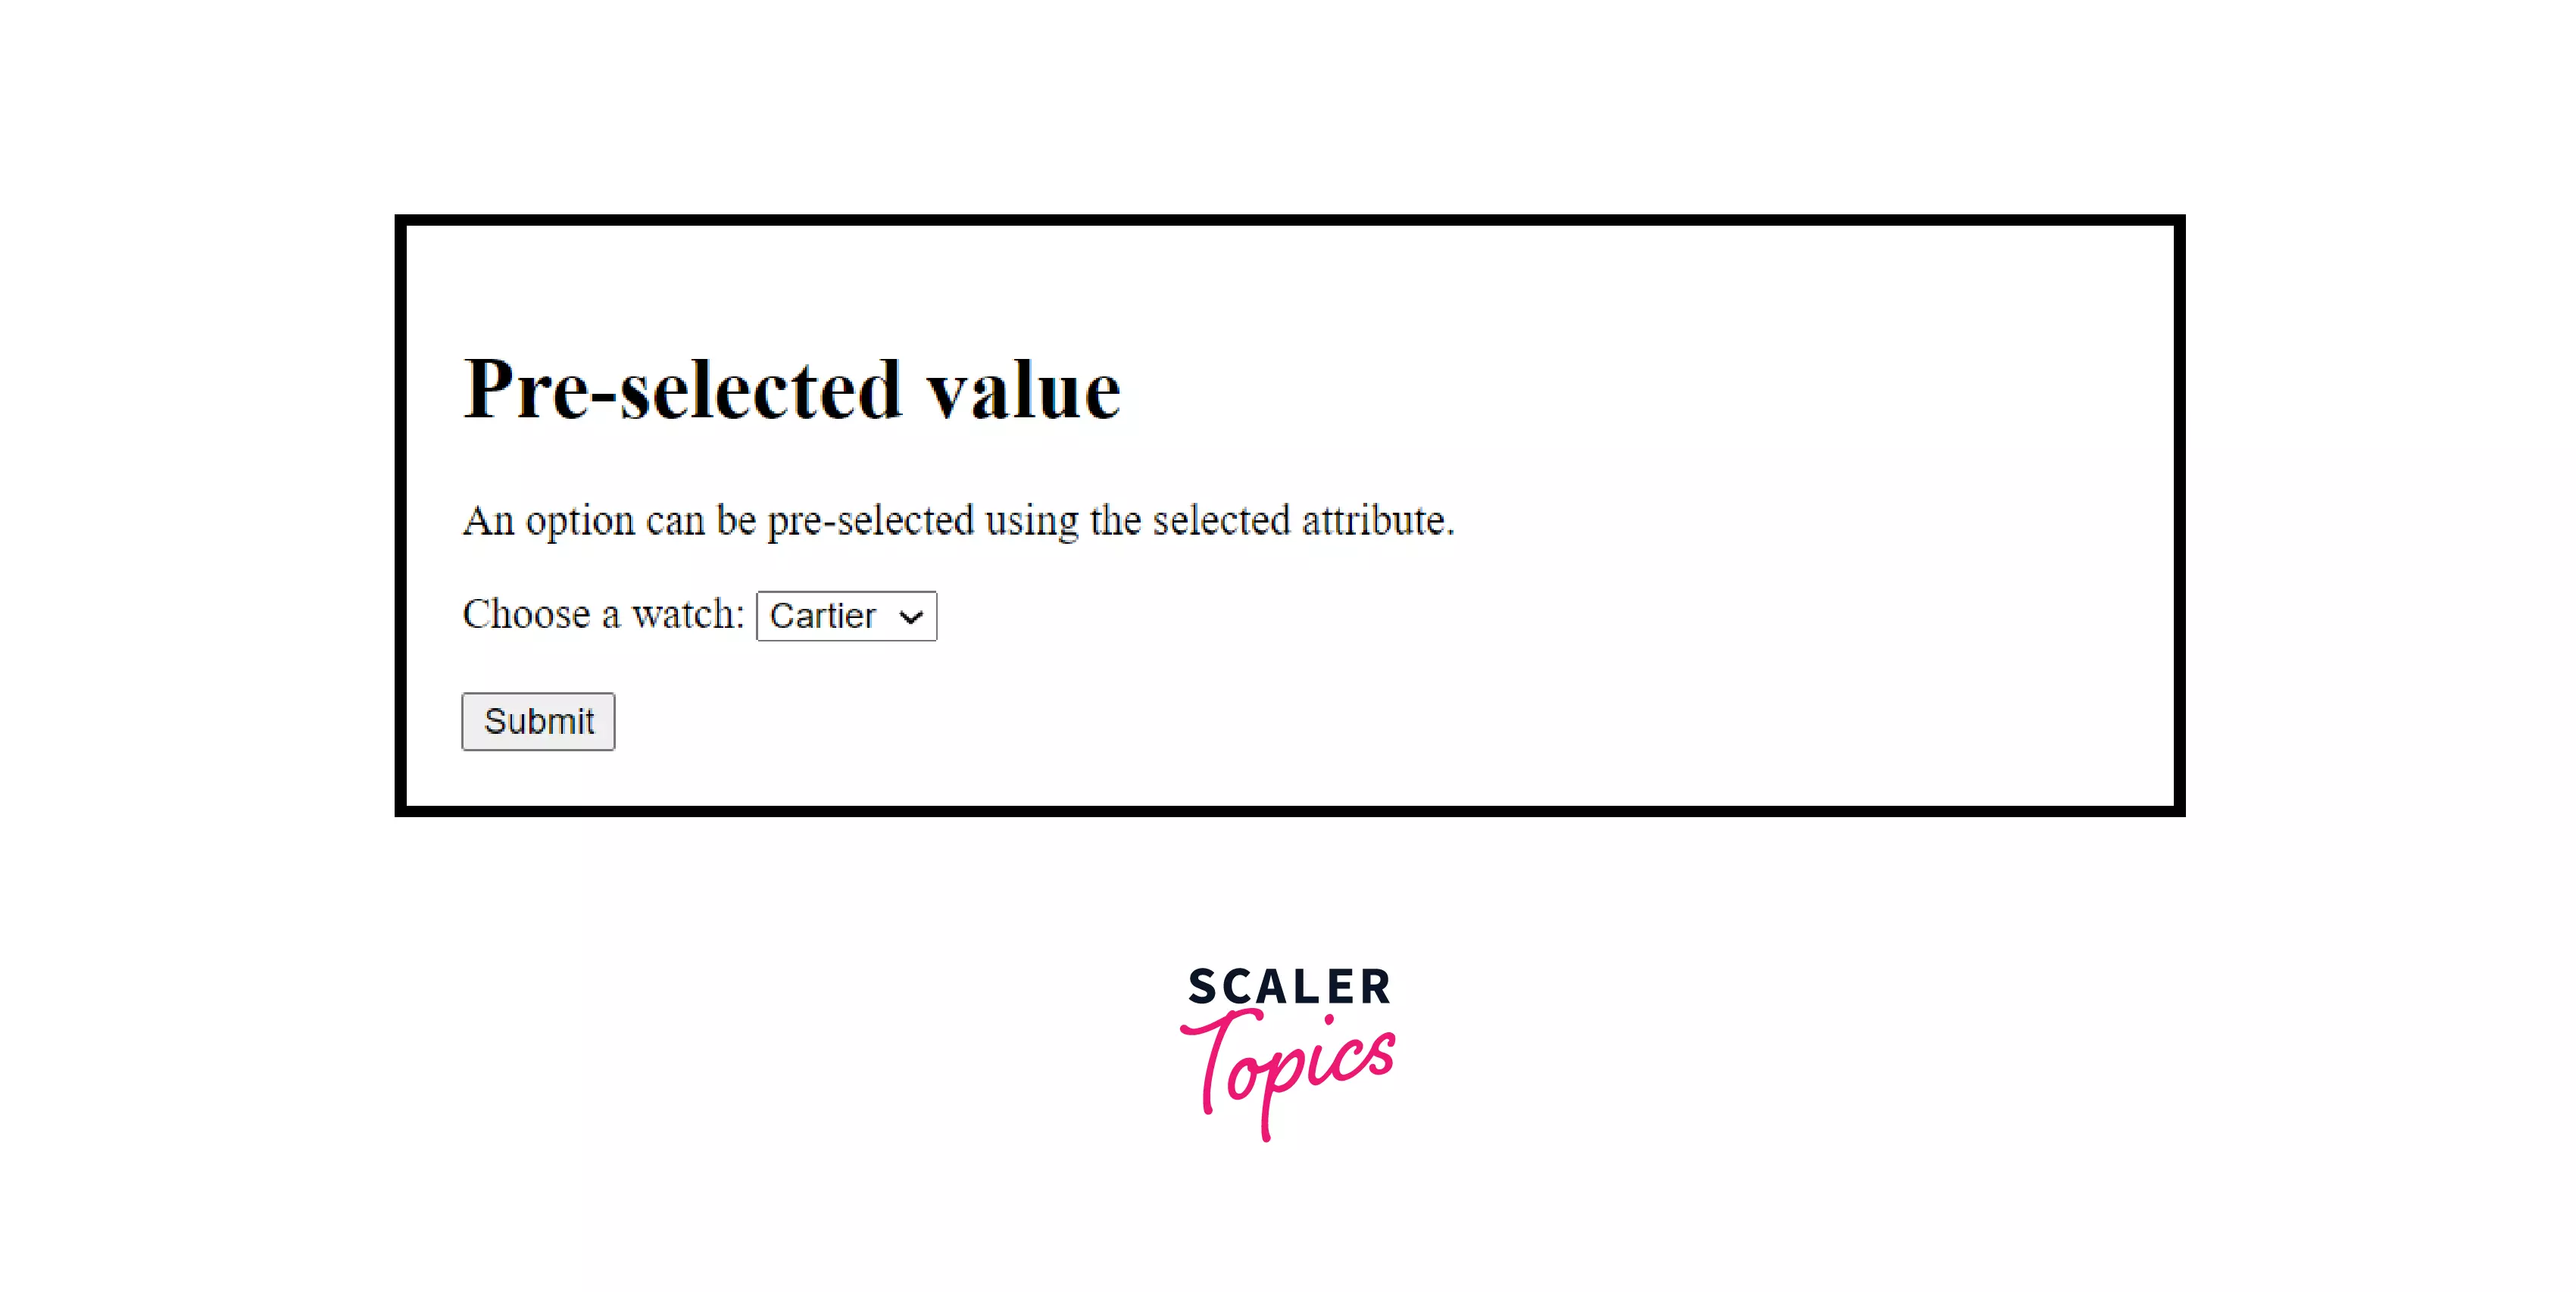 Pre-selected value
An option can be pre-selected using the selected attribute.
Choose a watch: Cartier
Submit
SCALER
Topics